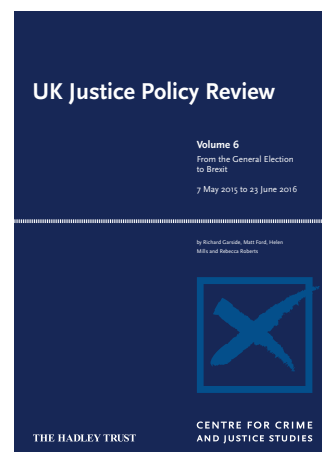 UK Justice Policy Review
Volume 6
From the General Election
to Brexit
7 May 2015 to 23 June 2016
by Richard Garside, Matt Ford, Helen
Mills and Rebecca Roberts
THE HADLEY TRUST
CENTRE FOR CRIME
AND JUSTICE STUDIES